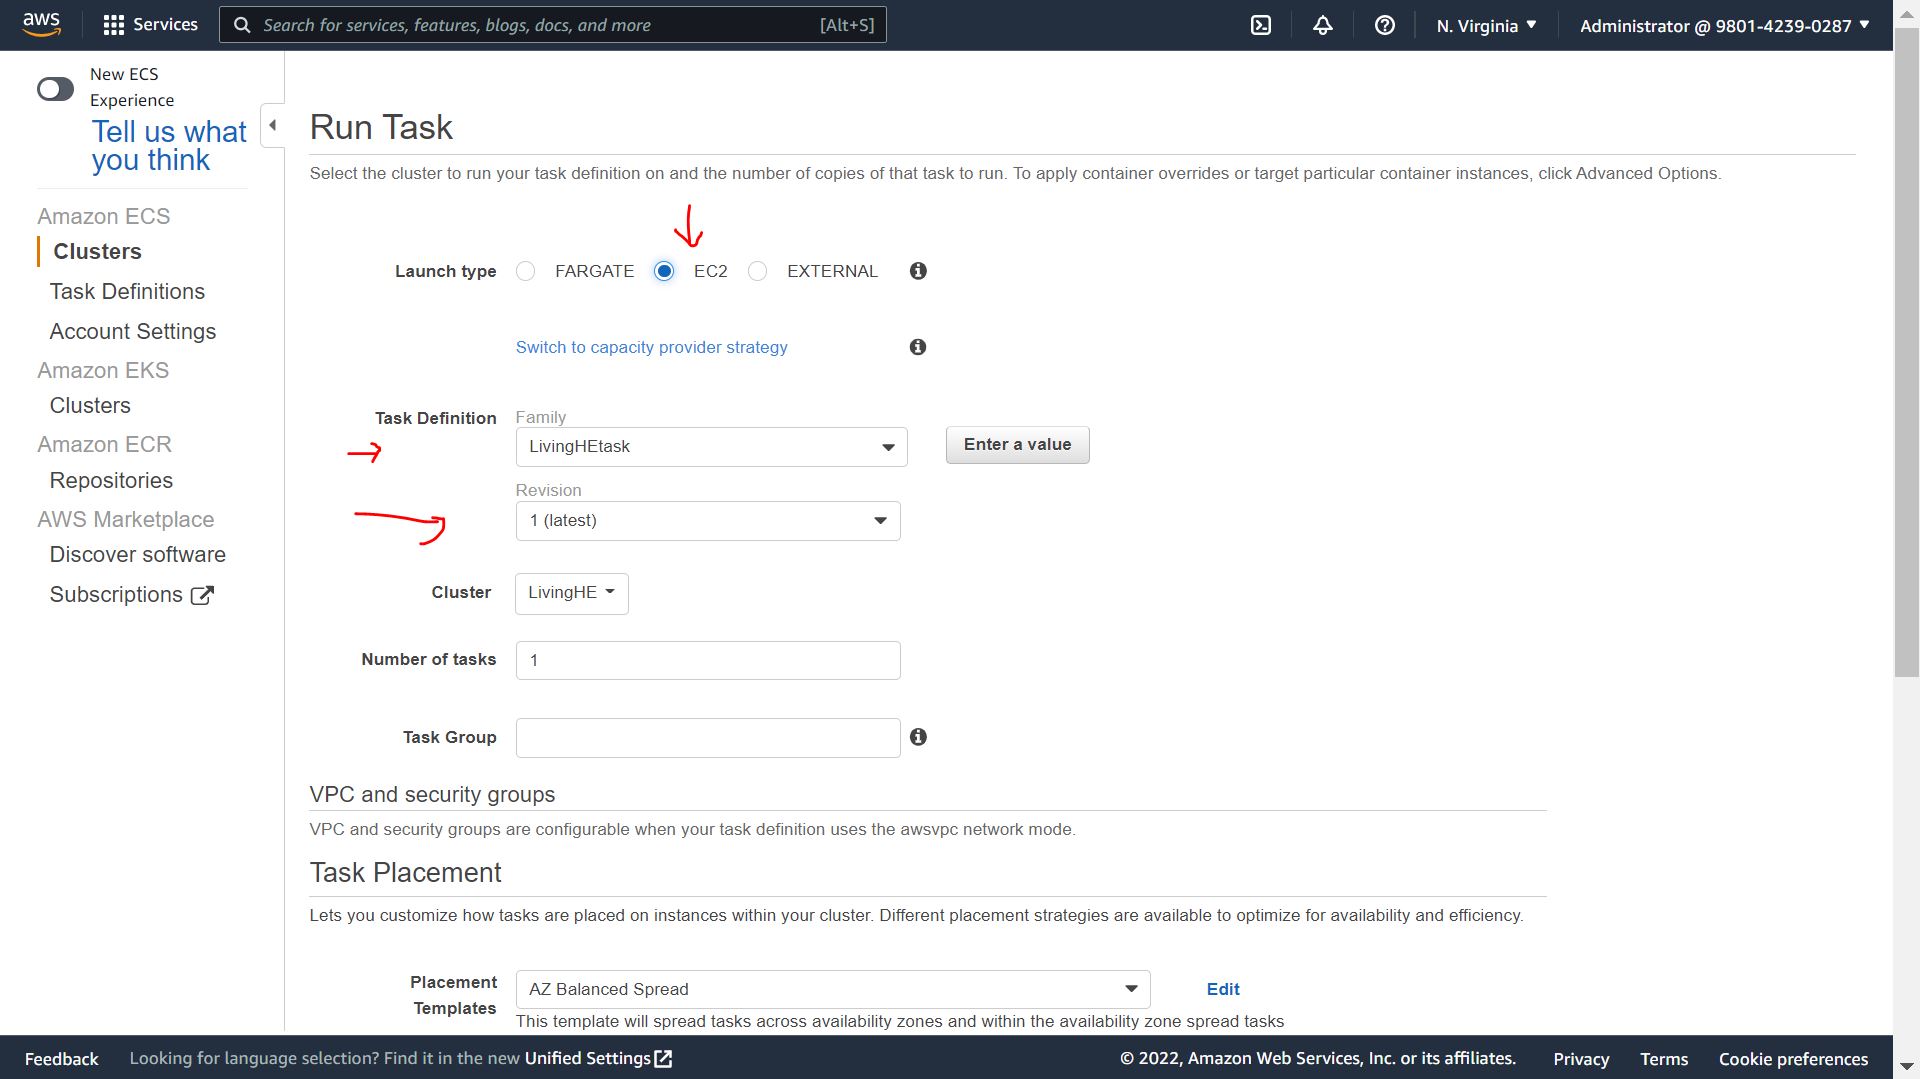 aws
Services
Search for services, features, blogs, docs, and more
[Alt+S]
N. Virginia
Administrator @ 9801-4239-0287
New ECS
Experience
Tell us what
you think
Amazon ECS
Clusters
Task Definitions
Account Settings
Amazon EKS
Clusters
Amazon ECR
Repositories
AWS Marketplace
Discover software
Subscriptions
Run Task
Select the cluster to run your task definition on and the number of copies of that task to run. To apply container overrides or target particular container instances, click Advanced Options.
Launch type
FARGATE
EC2
EXTERNAL
Switch to capacity provider strategy
Task Definition
Family
LivingHEtask
Enter a value
Revision
1 (latest)
Cluster
LivingHE
Number of tasks
1
Task Group
VPC and security groups
VPC and security groups are configurable when your task definition uses the awsvpc network mode.
Task Placement
Lets you customize how tasks are placed on instances within your cluster. Different placement strategies are available to optimize for availability and efficiency.
Placement
Templates
AZ Balanced Spread
Edit
This template will spread tasks across availability zones and within the availability zone spread tasks
Feedback
Looking for language selection? Find it in the new Unified Settings
© 2022, Amazon Web Services, Inc. or its affiliates.
Privacy
Terms
Cookie preferences